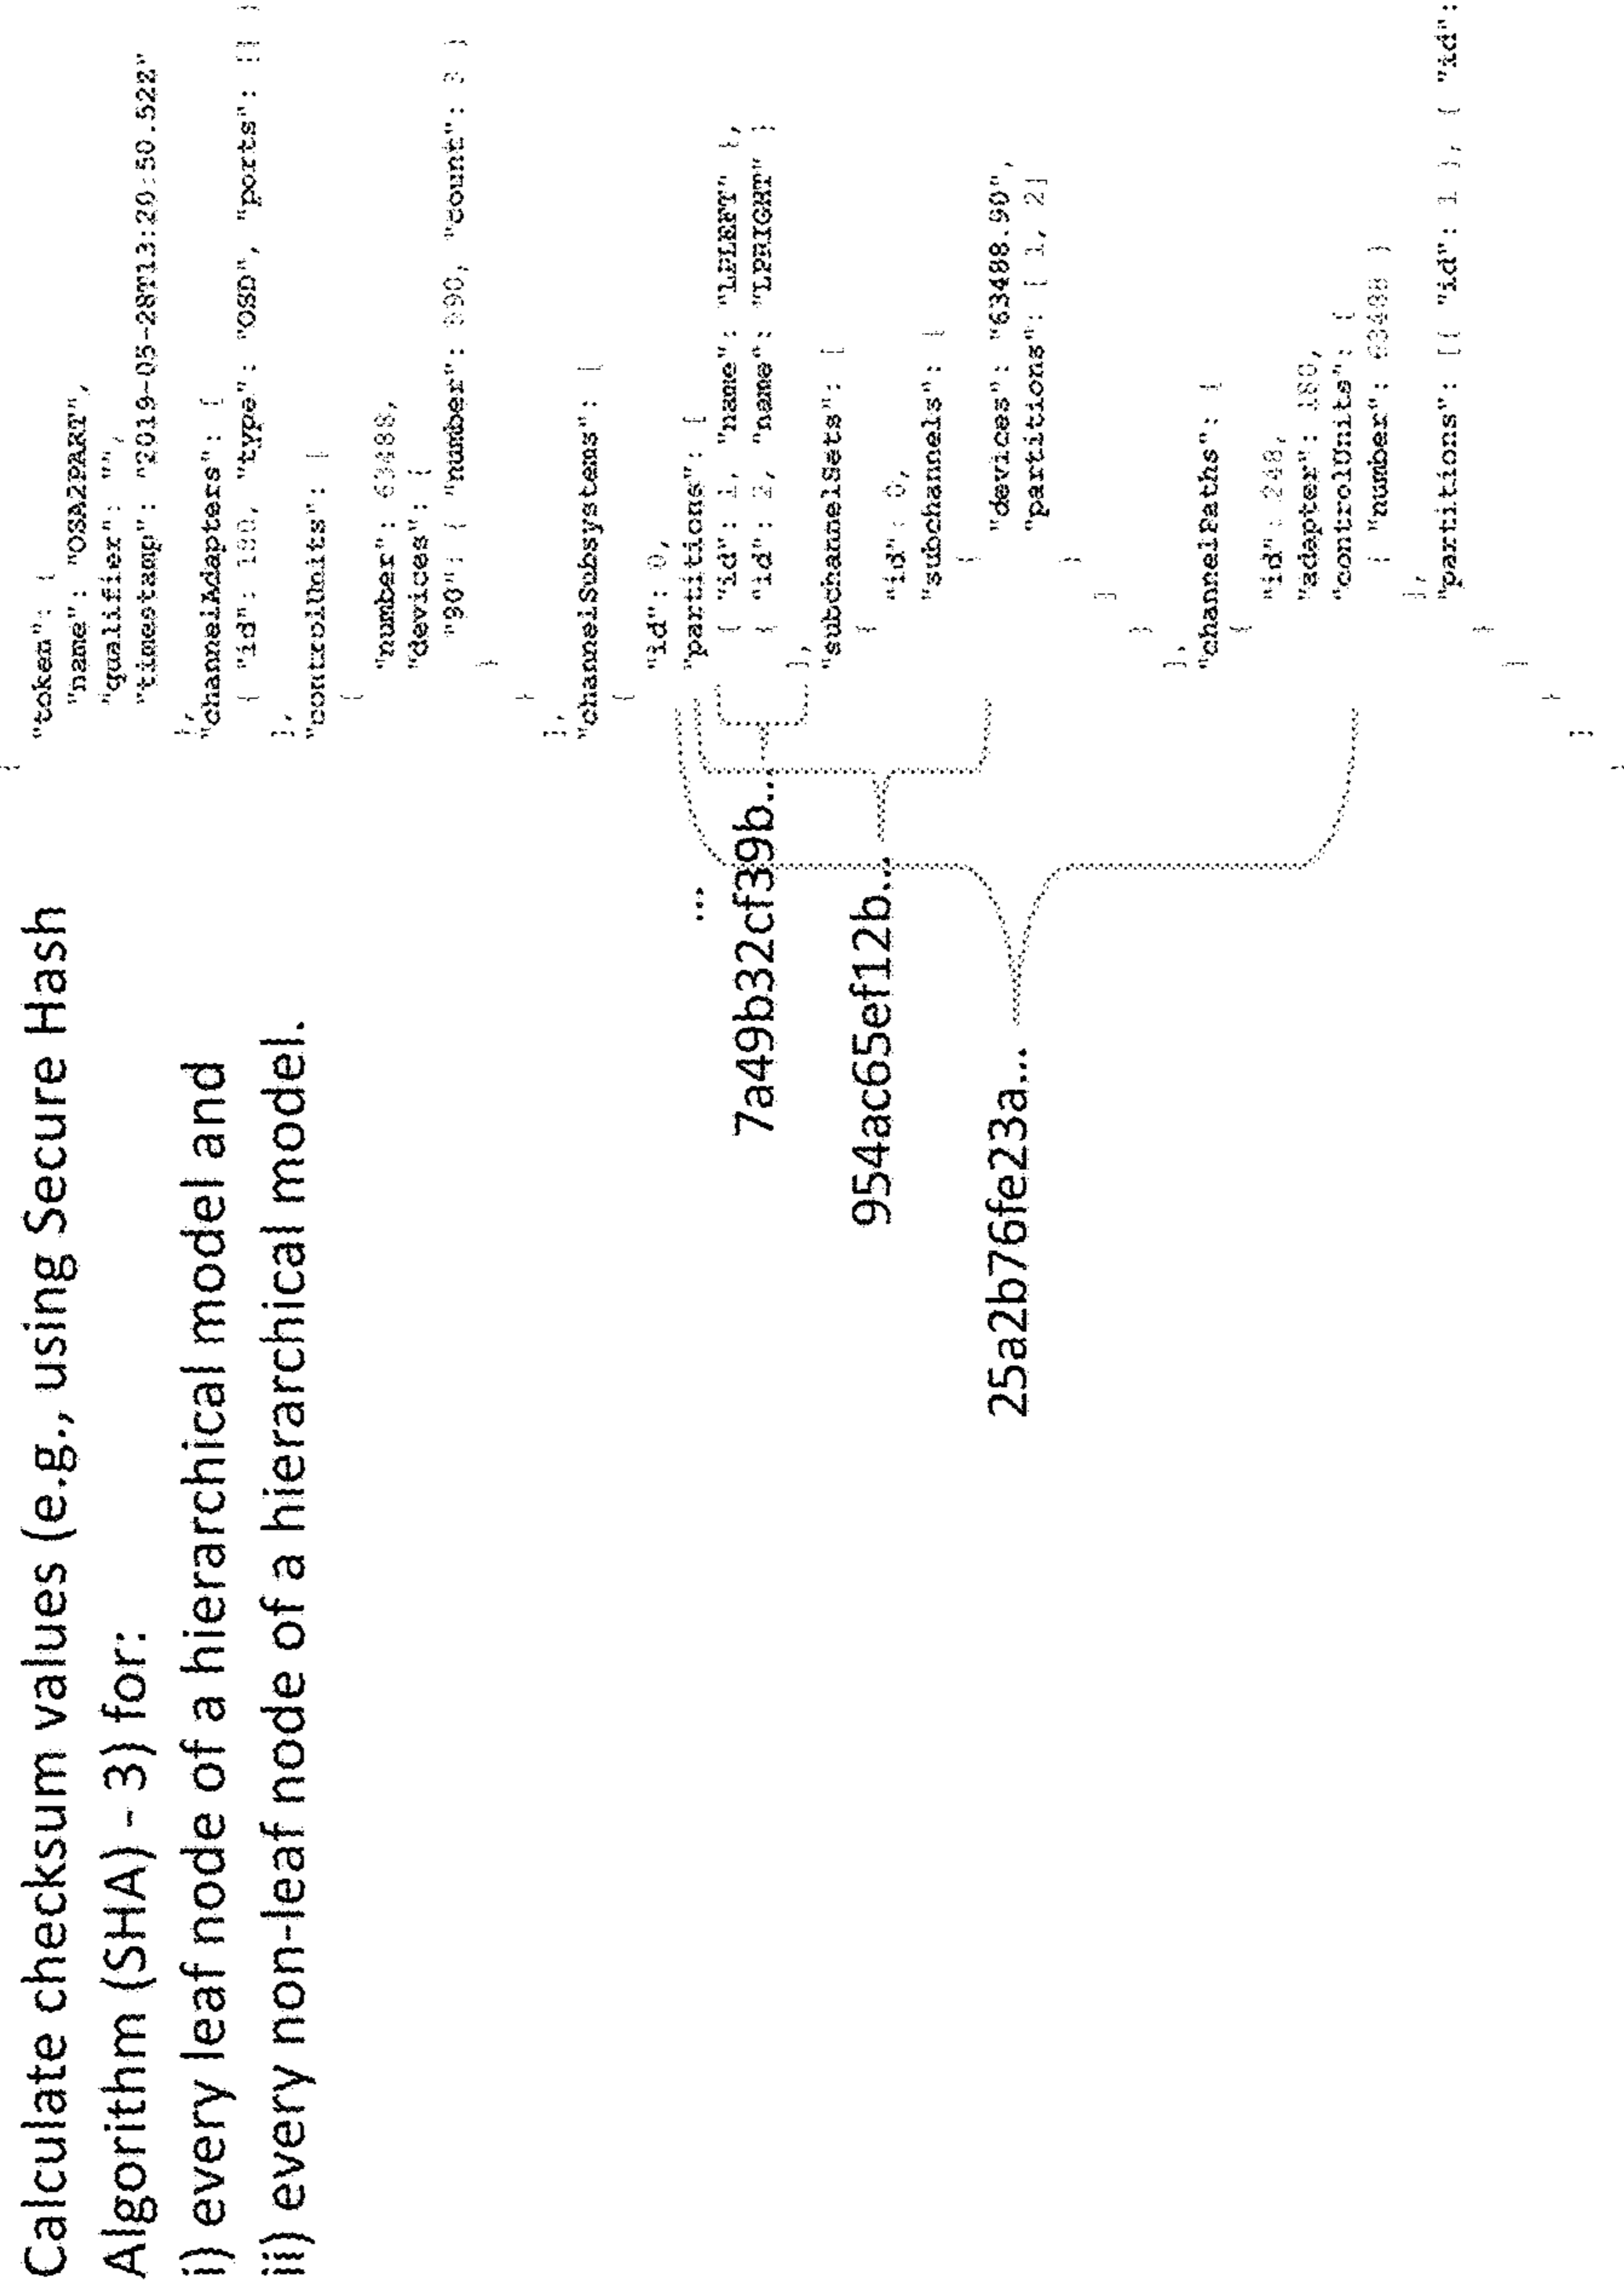 Calculate checksum values (e.g., using Secure Hash
Algorithm (SHA) - 3) for:
i) every leaf node of a hierarchical model and
ii) every non-leaf node of a hierarchical model.
...
7a49b32cf39b...
954ac65ef12b...
25a2b76fe23a...
{
"token": {
"name": "OSA2PART",
"qualifier": "",
"timestamp": "2019-05-28T13:20:50.522"
},
"channelAdapters": [
{ "id": 180, "type": "OSD", "ports": [] }
],
"controlUnits": [
{
"number": 63488,
"devices": {
"90": { "number": "count":
}
}
],
"channelSubsystems": [
{
"id": 0,
"partitions": [
{ "id": 1, "name": "LPLEFT" },
{ "id": 2, "name": "LPRIGHT" }
],
"subchannelSets": [
{
"id": 0,
"subchannels": [
{
"devices": "63488.90",
"partitions": [ 1, 2]
}
]
}
],
"channelPaths": [
{
"id": 248,
"adapter": 180,
"controlUnits": [
{ "number": 63488 }
],
"partitions": [[ "id": 1 }, { "id":
}
]
}
]
}